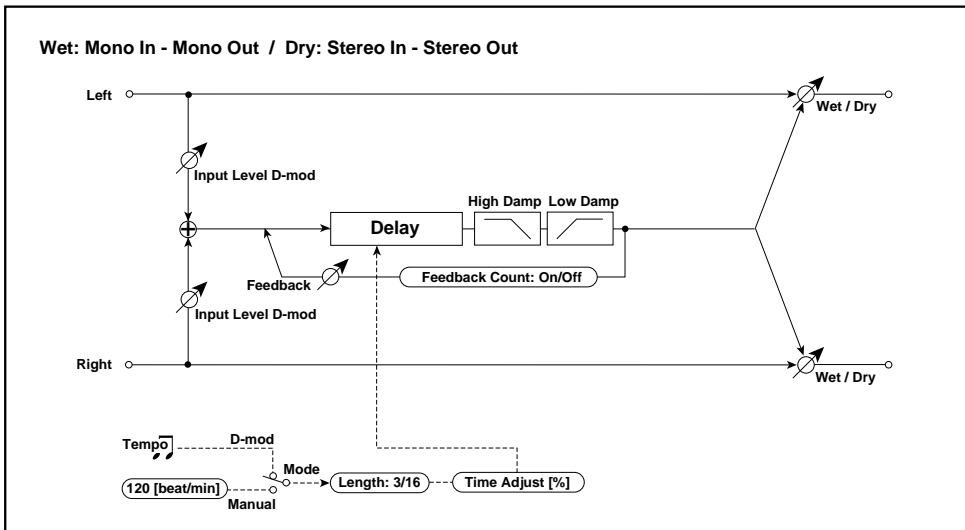 Wet: Mono In - Mono Out / Dry: Stereo In - Stereo Out
Left
Wet / Dry
Input Level D-mod
High Damp
Low Damp
+
Delay
Feedback
Feedback Count: On/Off
Input Level D-mod
Right
Wet / Dry
Tempo
D-mod
Mode
120 [beat/min]
Manual
Length: 3/16
Time Adjust [%]